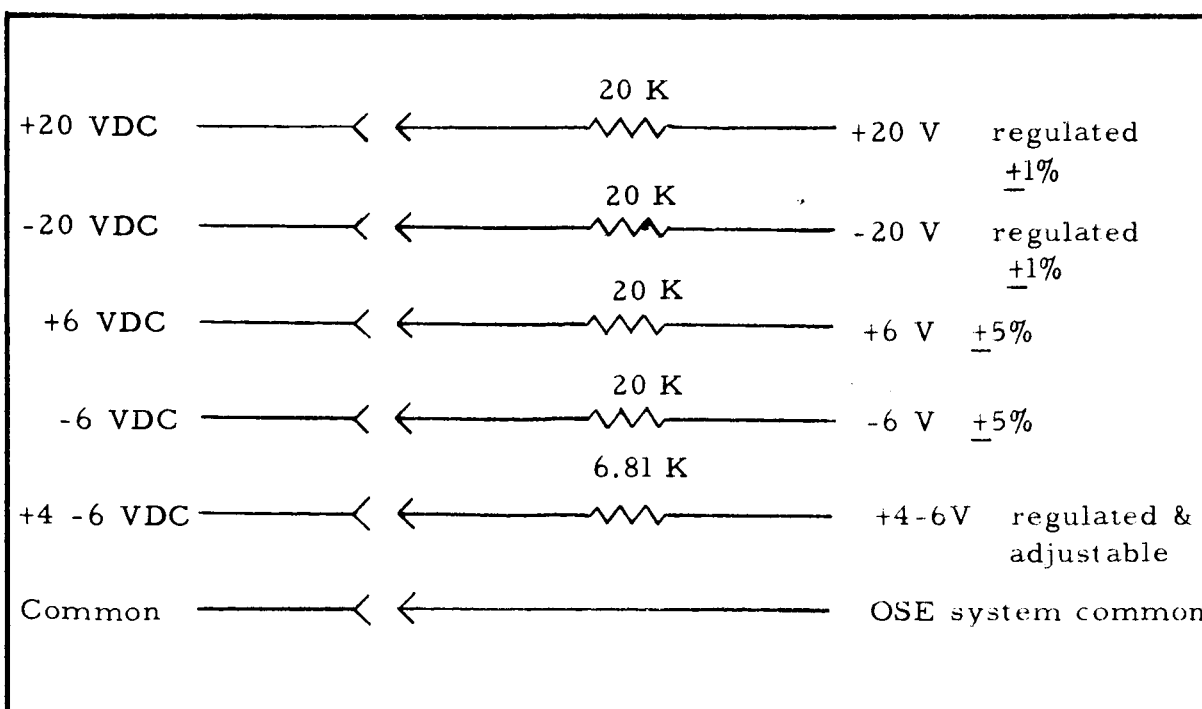 20 K
+20 VDC +20 V regulated
±1%
20 K
-20 VDC -20 V regulated
±1%
20 K
+6 VDC +6 V ±5%
20 K
-6 VDC -6 V ±5%
6.81 K
+4 -6 VDC +4-6V regulated &
adjustable
Common OSE system common